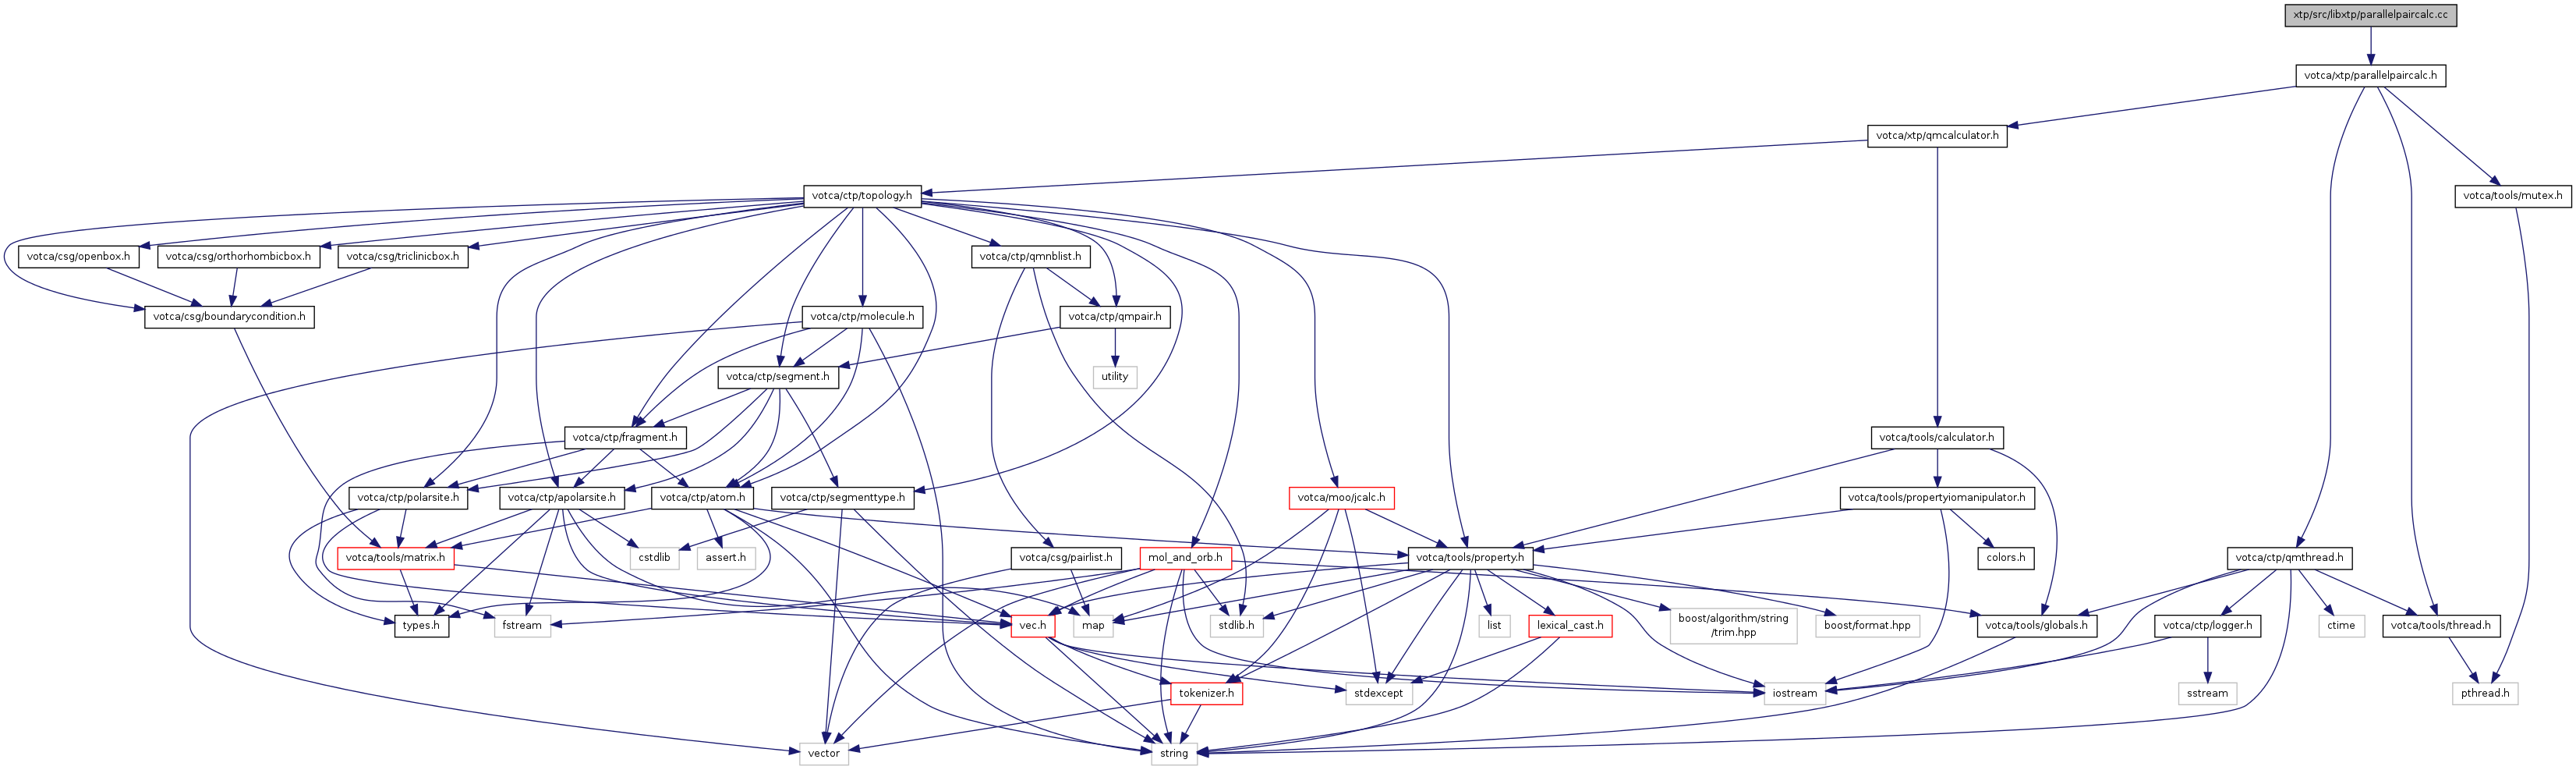 xtp/src/libxtp/parallelpaircalc.cc
votca/xtp/parallelpaircalc.h
votca/xtp/qmcalculator.h
votca/ctp/topology.h
votca/tools/mutex.h
votca/csg/openbox.h
votca/csg/orthorhombicbox.h
votca/csg/triclinicbox.h
votca/ctp/qmnblist.h
votca/csg/boundarycondition.h
votca/ctp/molecule.h
votca/ctp/qmpair.h
votca/ctp/segment.h
utility
votca/ctp/fragment.h
votca/tools/calculator.h
votca/ctp/polarsite.h
votca/ctp/apolarsite.h
votca/ctp/atom.h
votca/ctp/segmenttype.h
votca/moo/jcalc.h
votca/tools/propertyiomanipulator.h
votca/tools/matrix.h
cstdlib
assert.h
votca/csg/pairlist.h
mol_and_orb.h
votca/tools/property.h
colors.h
votca/ctp/qmthread.h
types.h
fstream
vec.h
map
stdlib.h
list
lexical_cast.h
boost/algorithm/string
/trim.hpp
boost/format.hpp
votca/tools/globals.h
votca/ctp/logger.h
ctime
votca/tools/thread.h
tokenizer.h
stdexcept
iostream
sstream
pthread.h
vector
string